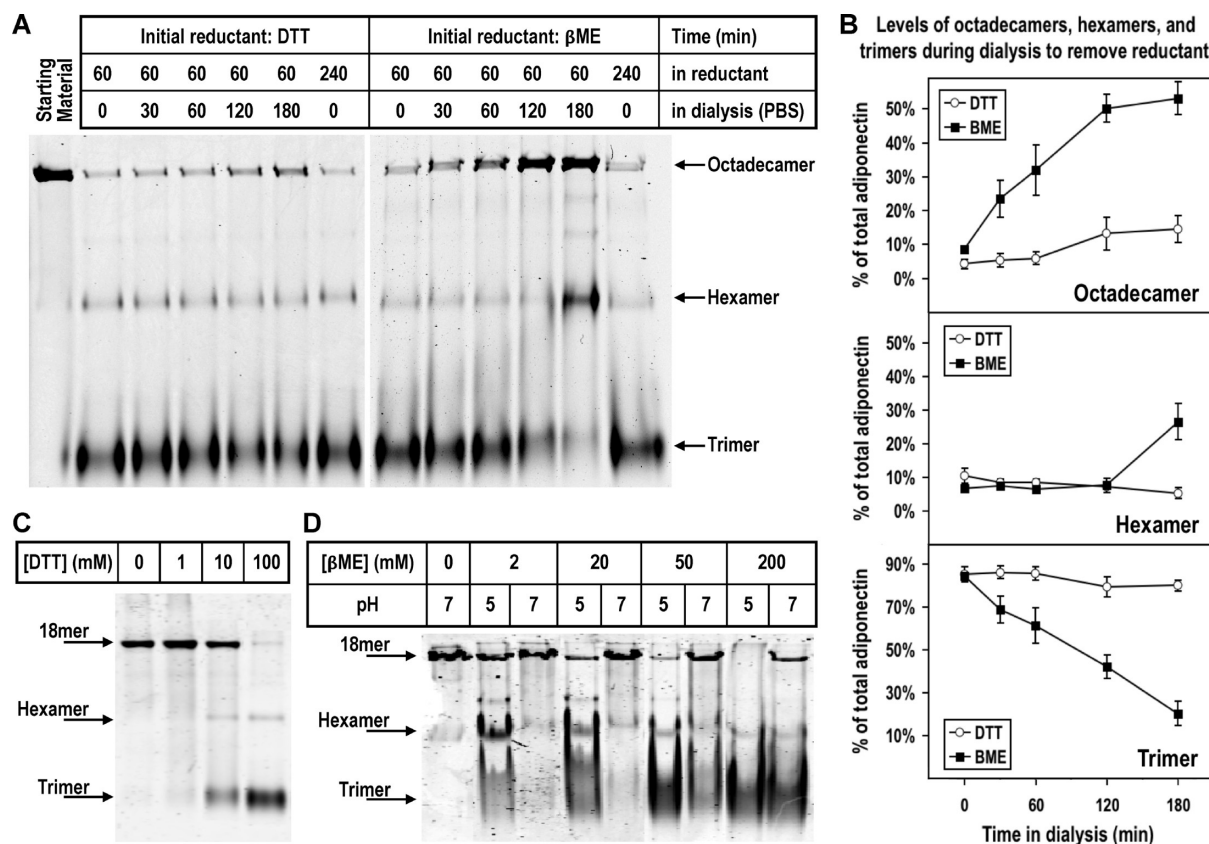 A
Starting Material
Initial reductant: DTT
Initial reductant: βME
Time (min)
60 60 60 60 60 240 60 60 60 60 60 240 in reductant
0 30 60 120 180 0 0 30 60 120 180 0 in dialysis (PBS)
Octadecamer
Hexamer
Trimer
B
Levels of octadecamers, hexamers, and
trimers during dialysis to remove reductant
% of total adiponectin
50%
40%
30%
20%
10%
0%
DTT
BME
Octadecamer
% of total adiponectin
50%
40%
30%
20%
10%
0%
DTT
BME
Hexamer
% of total adiponectin
90%
70%
50%
30%
10%
DTT
BME
Trimer
0 60 120 180
Time in dialysis (min)
C
[DTT] (mM) 0 1 10 100
18mer
Hexamer
Trimer
D
[βME] (mM) 0 2 20 50 200
pH 7 5 7 5 7 5 7 5 7
18mer
Hexamer
Trimer